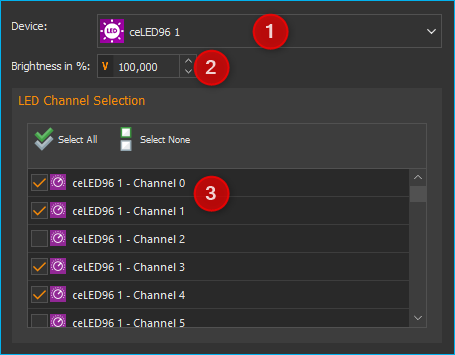 Device: LED ceLED96 1 1
Brightness in %: V 100,000 2
LED Channel Selection
Select All Select None
ceLED96 1 - Channel 0 3
ceLED96 1 - Channel 1
ceLED96 1 - Channel 2
ceLED96 1 - Channel 3
ceLED96 1 - Channel 4
ceLED96 1 - Channel 5